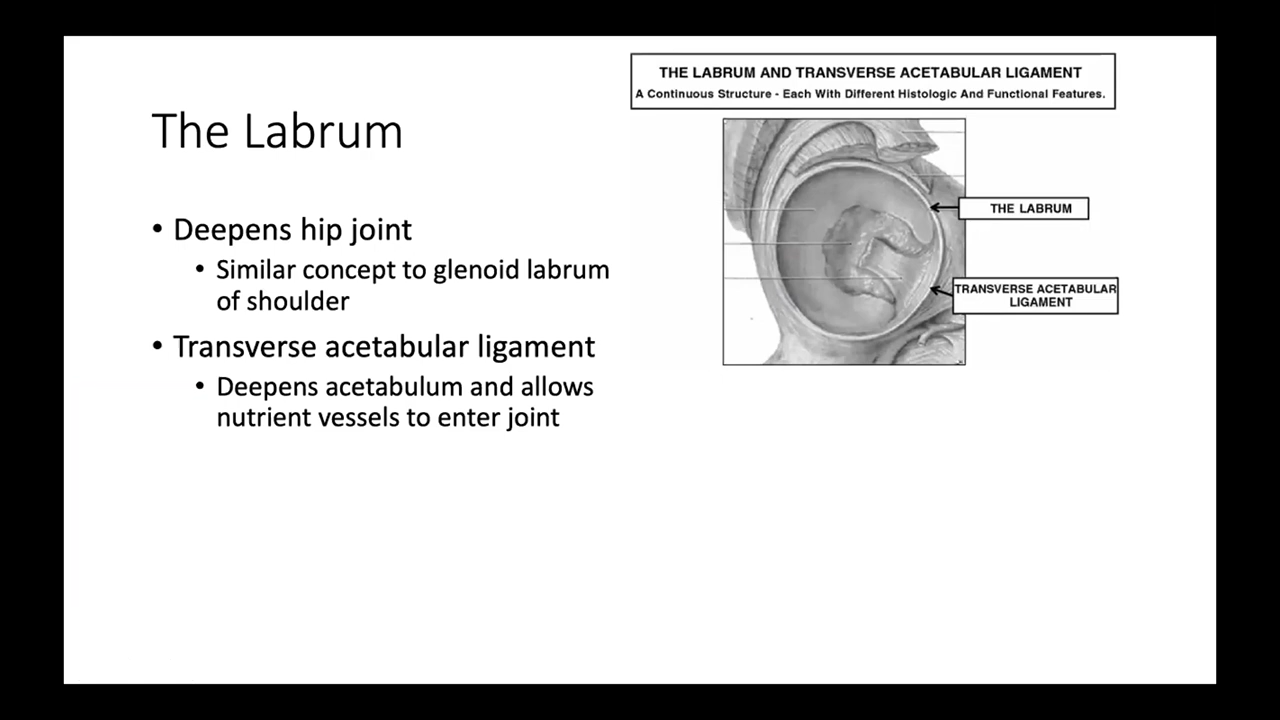 The Labrum
• Deepens hip joint
• Similar concept to glenoid labrum
of shoulder
• Transverse acetabular ligament
• Deepens acetabulum and allows
nutrient vessels to enter joint
THE LABRUM AND TRANSVERSE ACETABULAR LIGAMENT
A Continuous Structure - Each With Different Histologic And Functional Features.
THE LABRUM
TRANSVERSE ACETABULAR
LIGAMENT